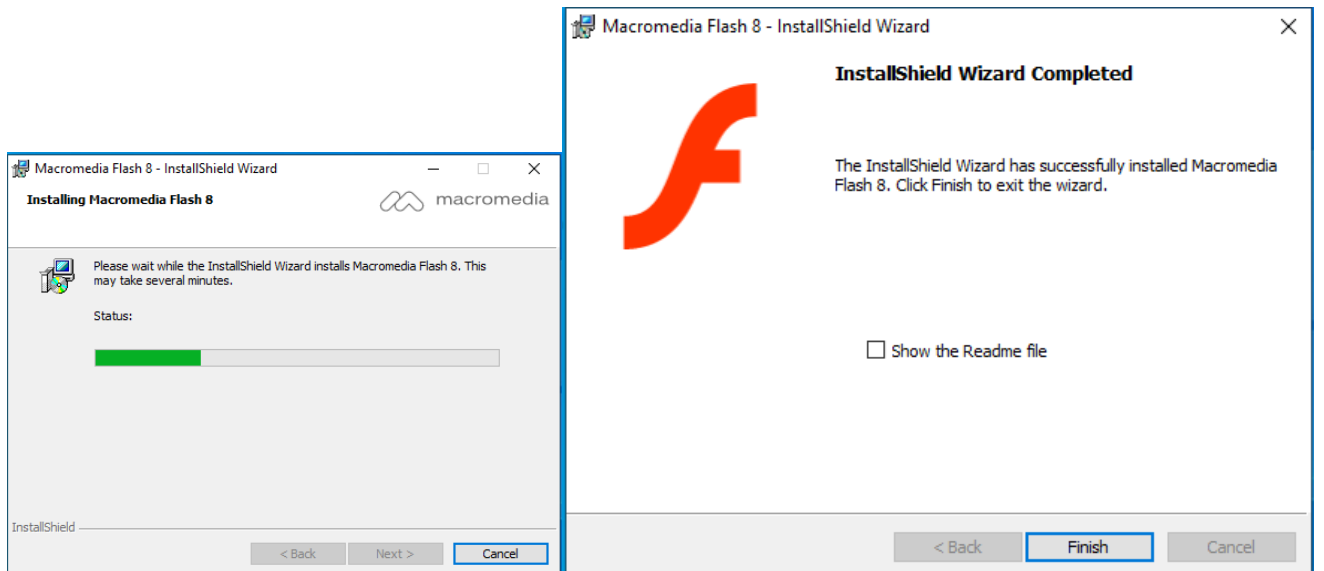 Macromedia Flash 8 - InstallShield Wizard
Installing Macromedia Flash 8
macromedia
Please wait while the InstallShield Wizard installs Macromedia Flash 8. This
may take several minutes.
Status:
InstallShield
< Back
Next >
Cancel
Macromedia Flash 8 - InstallShield Wizard
InstallShield Wizard Completed
The InstallShield Wizard has successfully installed Macromedia
Flash 8. Click Finish to exit the wizard.
Show the Readme file
< Back
Finish
Cancel